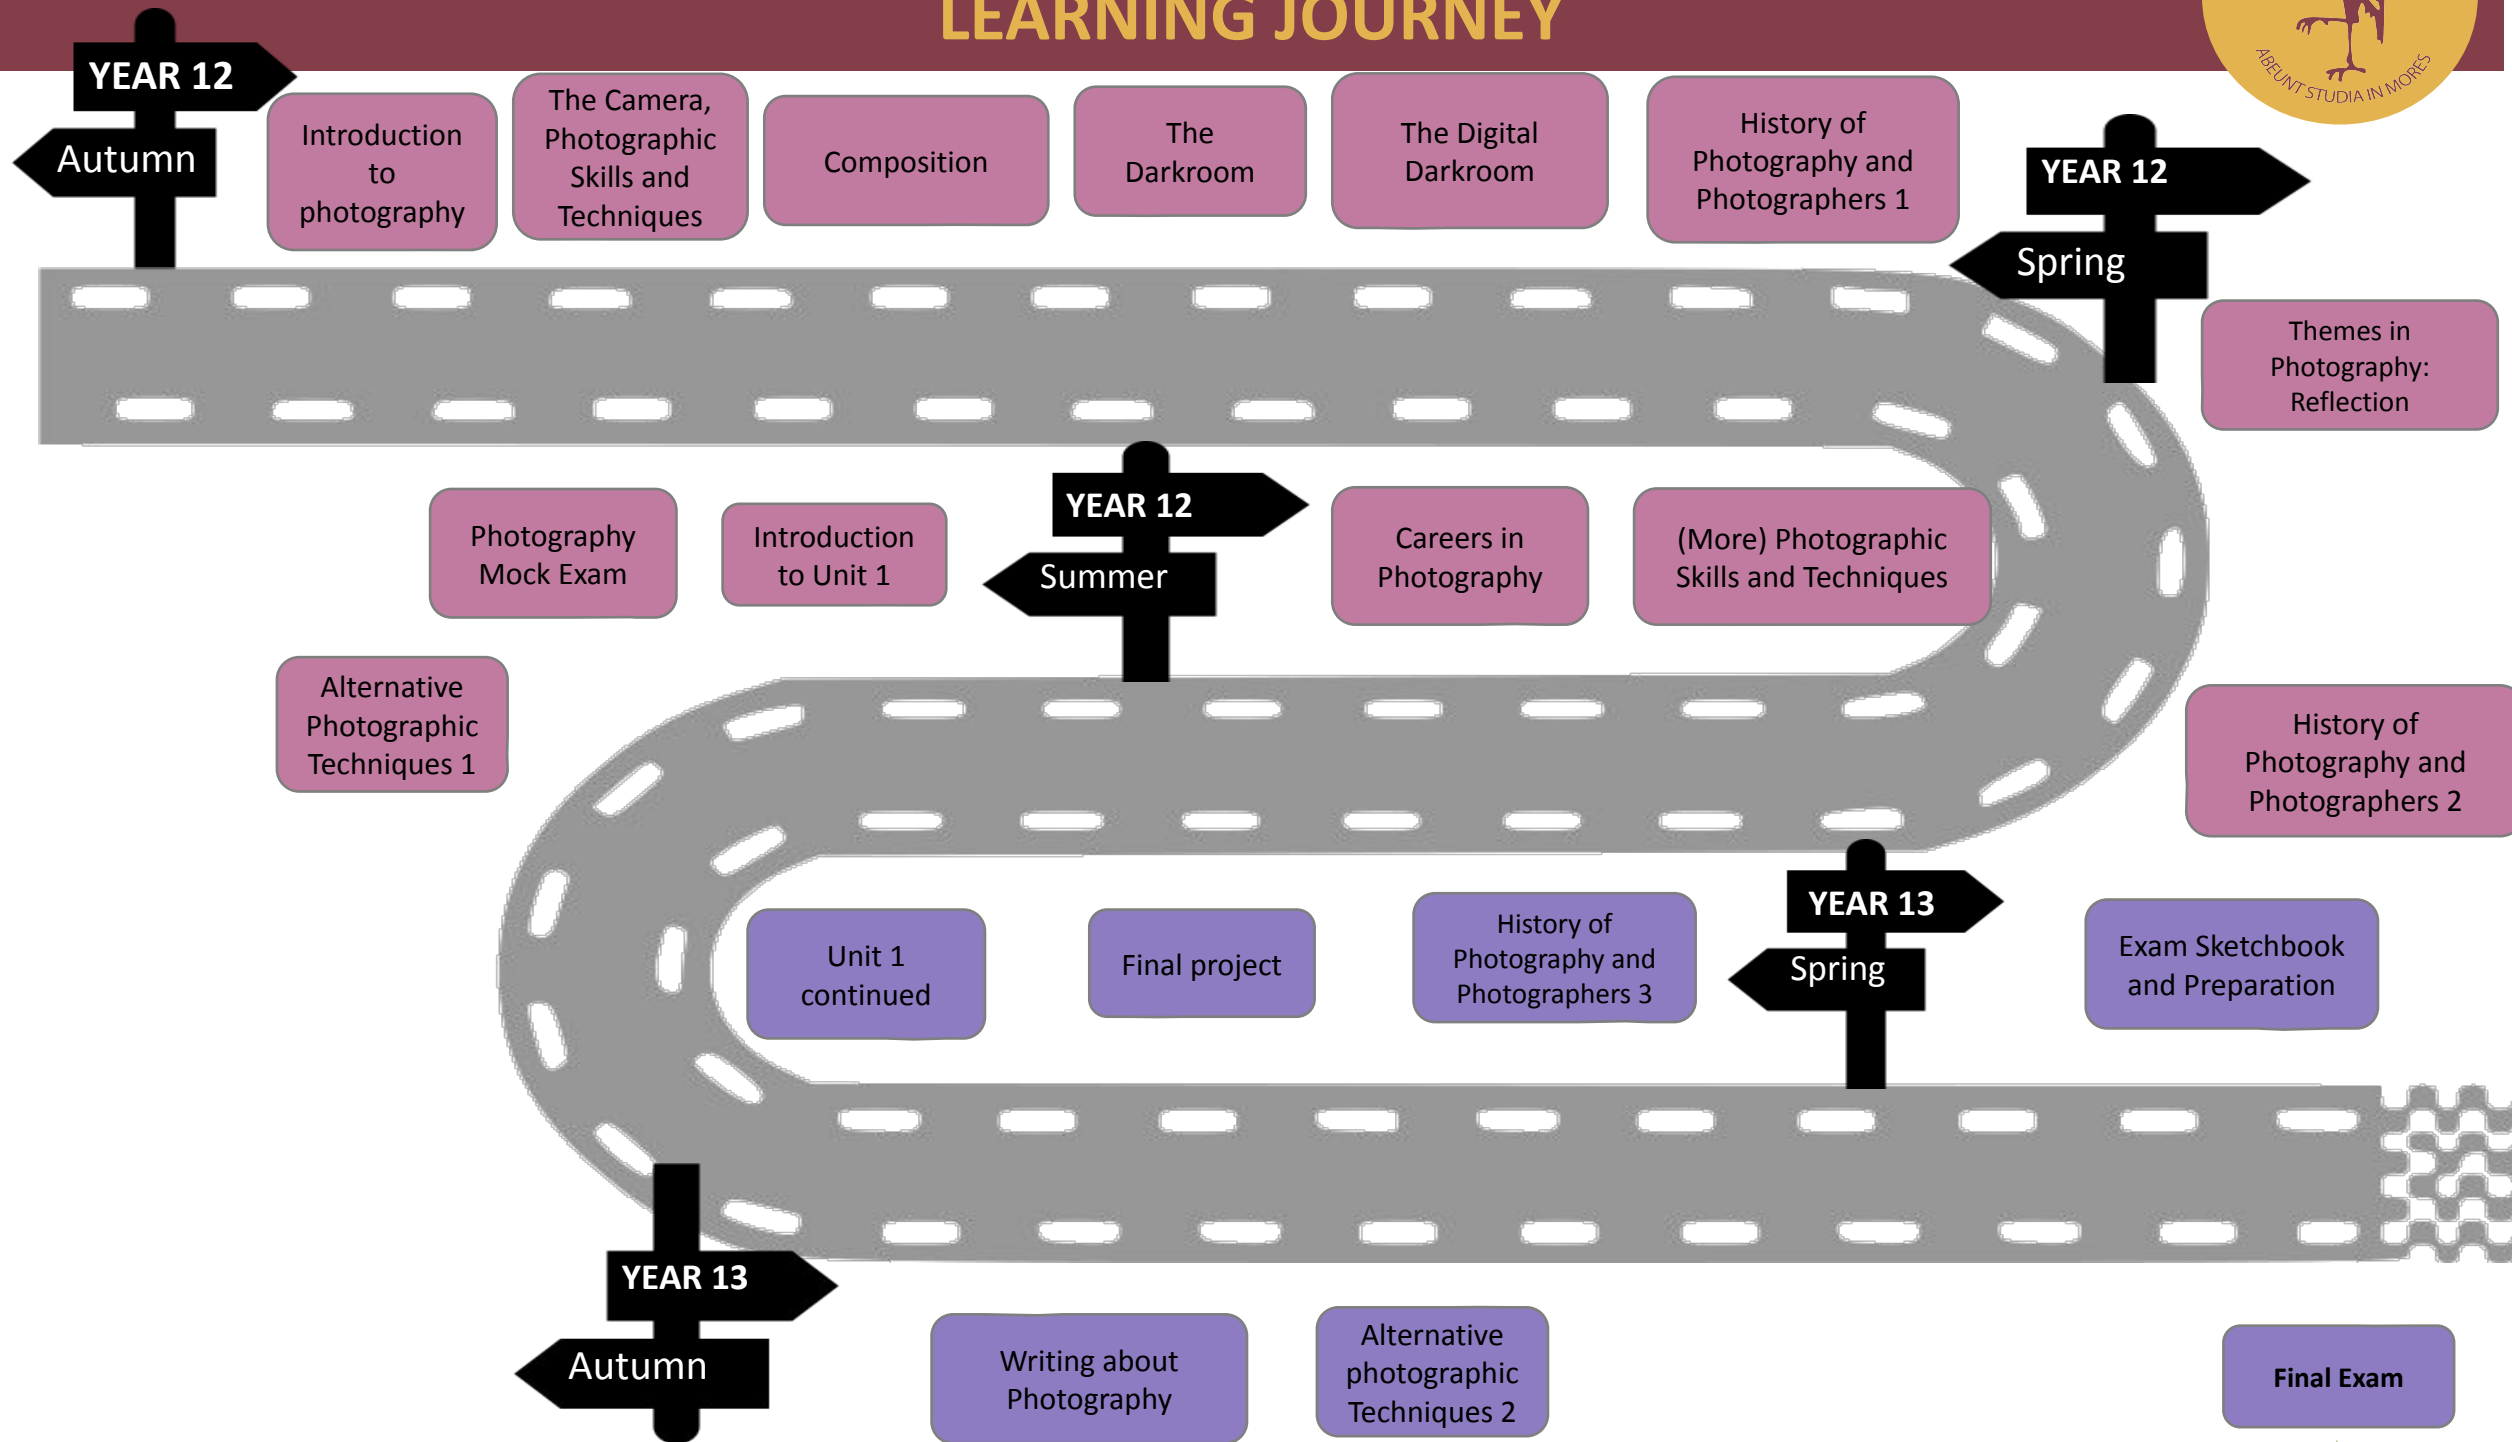 LEARNING JOURNEY
ABEUNT STUDIA IN MORES
YEAR 12
Autumn
Introduction
to
photography
The Camera,
Photographic
Skills and
Techniques
Composition
The
Darkroom
The Digital
Darkroom
History of
Photography and
Photographers 1
YEAR 12
Spring
Themes in
Photography:
Reflection
Photography
Mock Exam
Introduction
to Unit 1
YEAR 12
Summer
Careers in
Photography
(More) Photographic
Skills and Techniques
Alternative
Photographic
Techniques 1
History of
Photography and
Photographers 2
Unit 1
continued
Final project
History of
Photography and
Photographers 3
YEAR 13
Spring
Exam Sketchbook
and Preparation
YEAR 13
Autumn
Writing about
Photography
Alternative
photographic
Techniques 2
Final Exam